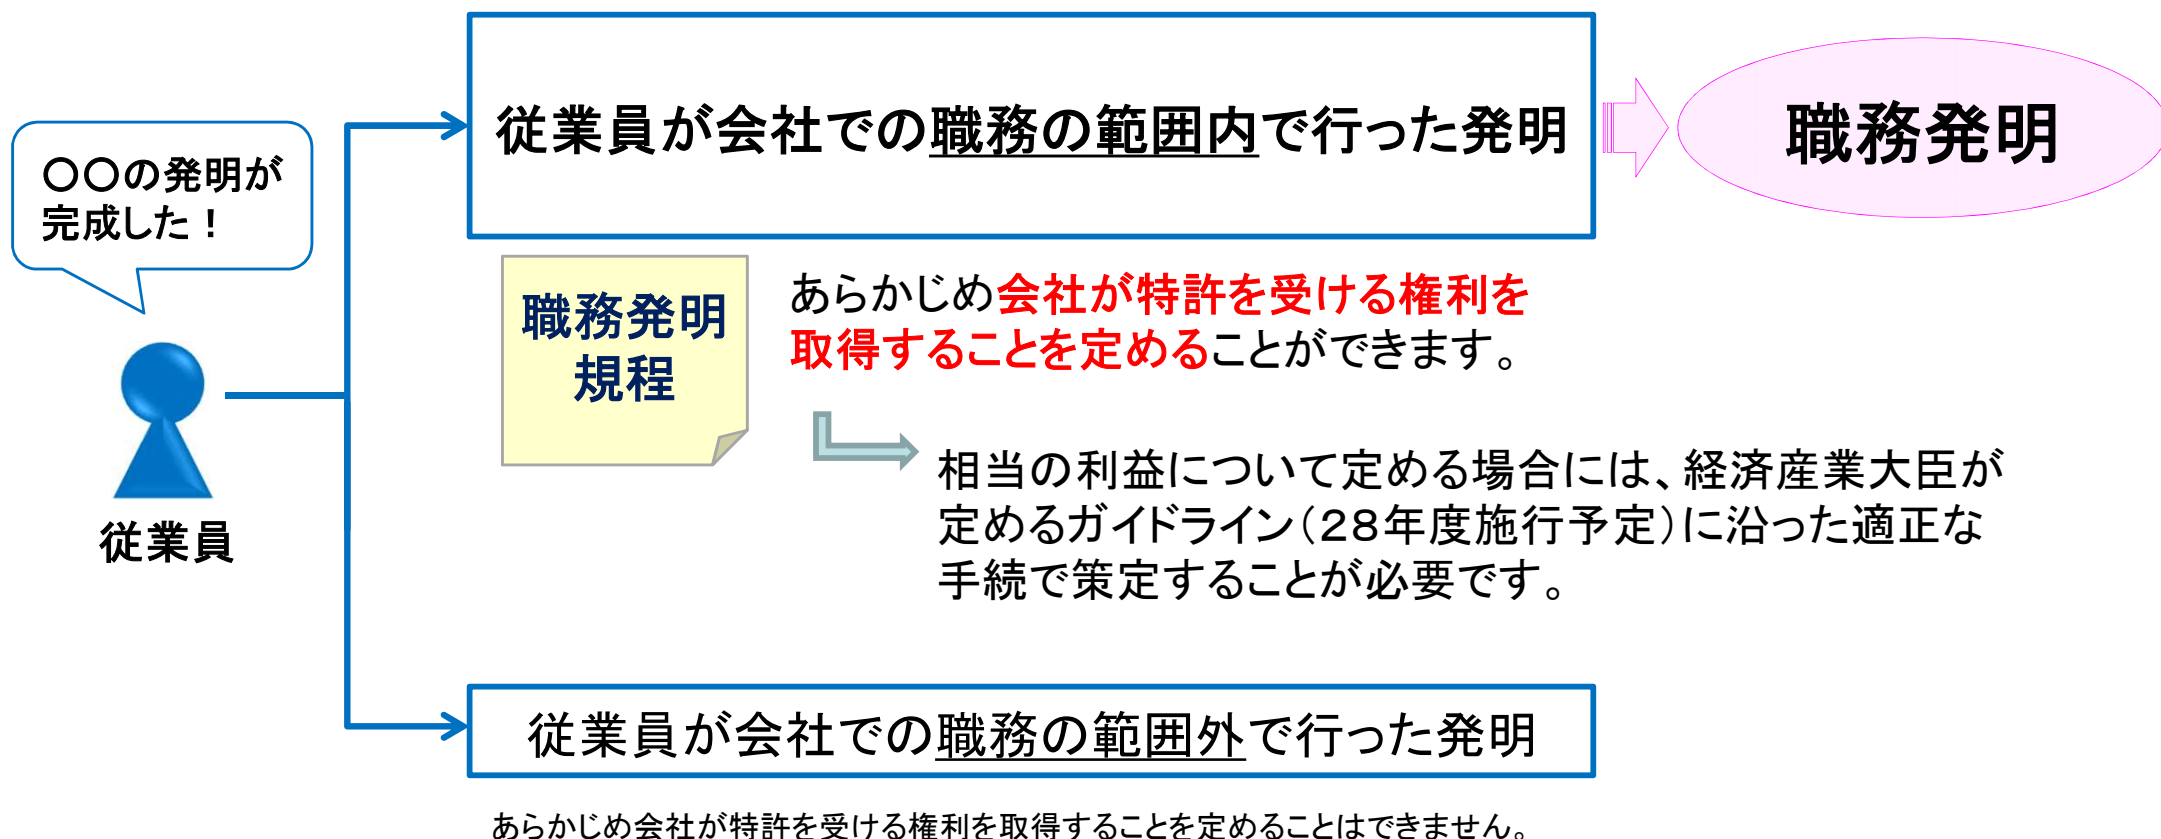 従業員が会社での職務の範囲内で行った発明
職務発明
〇〇の発明が
完成した！
職務発明
規程
あらかじめ会社が特許を受ける権利を
取得することを定めることができます。
相当の利益について定める場合には、経済産業大臣が
定めるガイドライン（２８年度施行予定）に沿った適正な
手続で策定することが必要です。
従業員
従業員が会社での職務の範囲外で行った発明
あらかじめ会社が特許を受ける権利を取得することを定めることはできません。